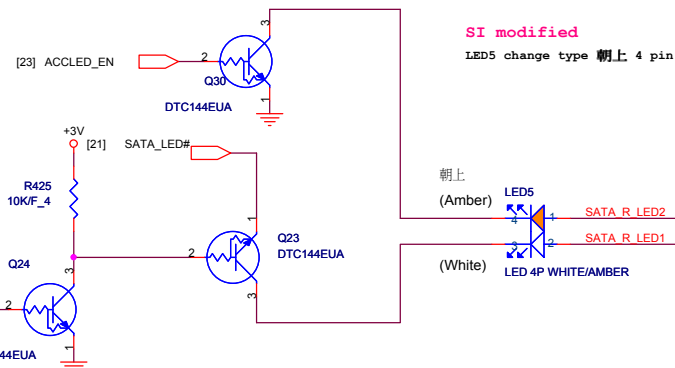 SI modified
LED5 change type 朝上 4 pin
3
[23] ACCLED_EN
2
Q30
1
DTC144EUA
+3V
[21] SATA_LED#
R425
10K/F_4
朝上
(Amber)
LED5
4
1
SATA_R_LED2
1
Q23
DTC144EUA
2
3
2
SATA_R_LED1
(White)
LED 4P WHITE/AMBER
Q24
3
3
2
1
44EUA